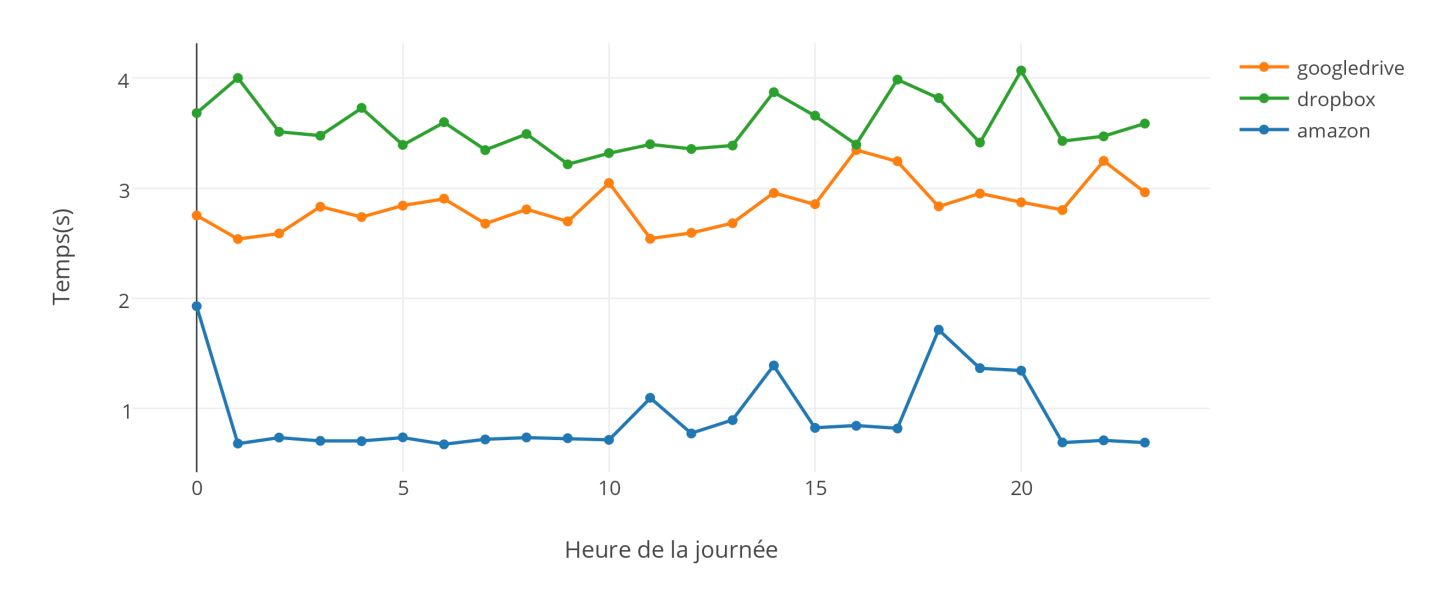 googledrive
dropbox
amazon
Temps(s)
4
3
2
1
0 5 10 15 20
Heure de la journée